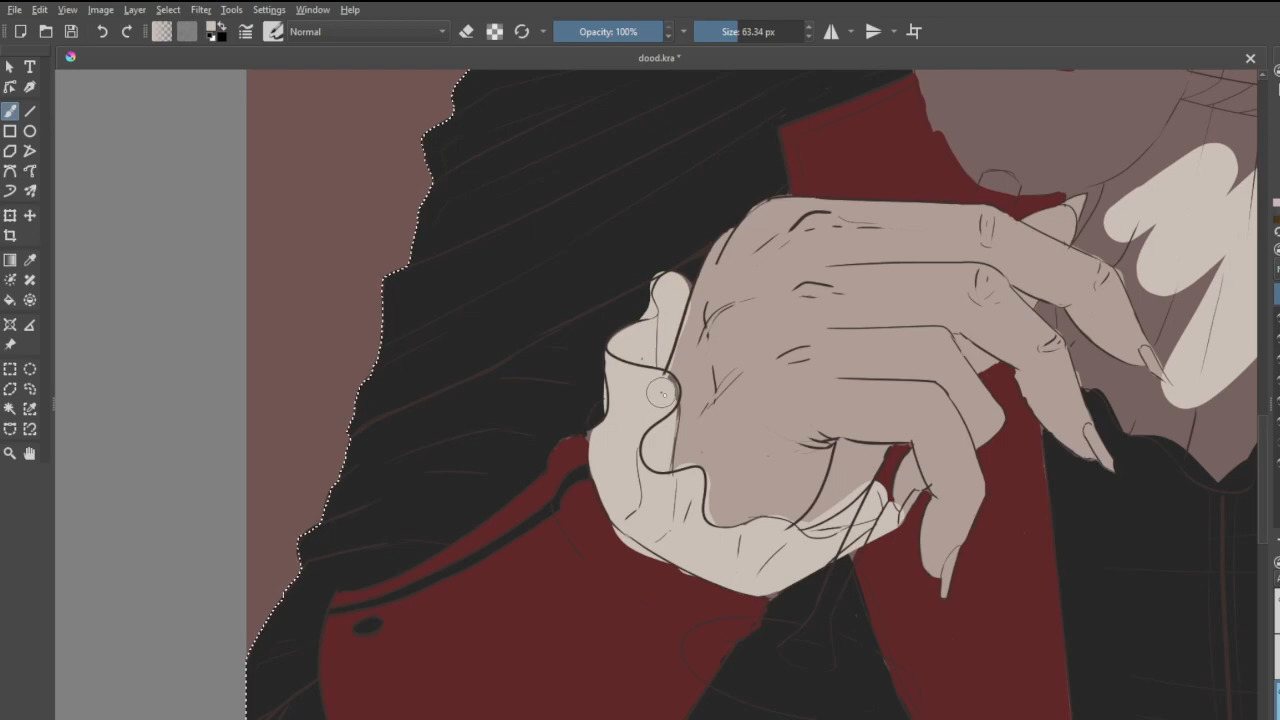 File Edit View Image Layer Select Filter Tools Settings Window Help
Normal Opacity: 100% Size: 63.34 px
dood.kra *